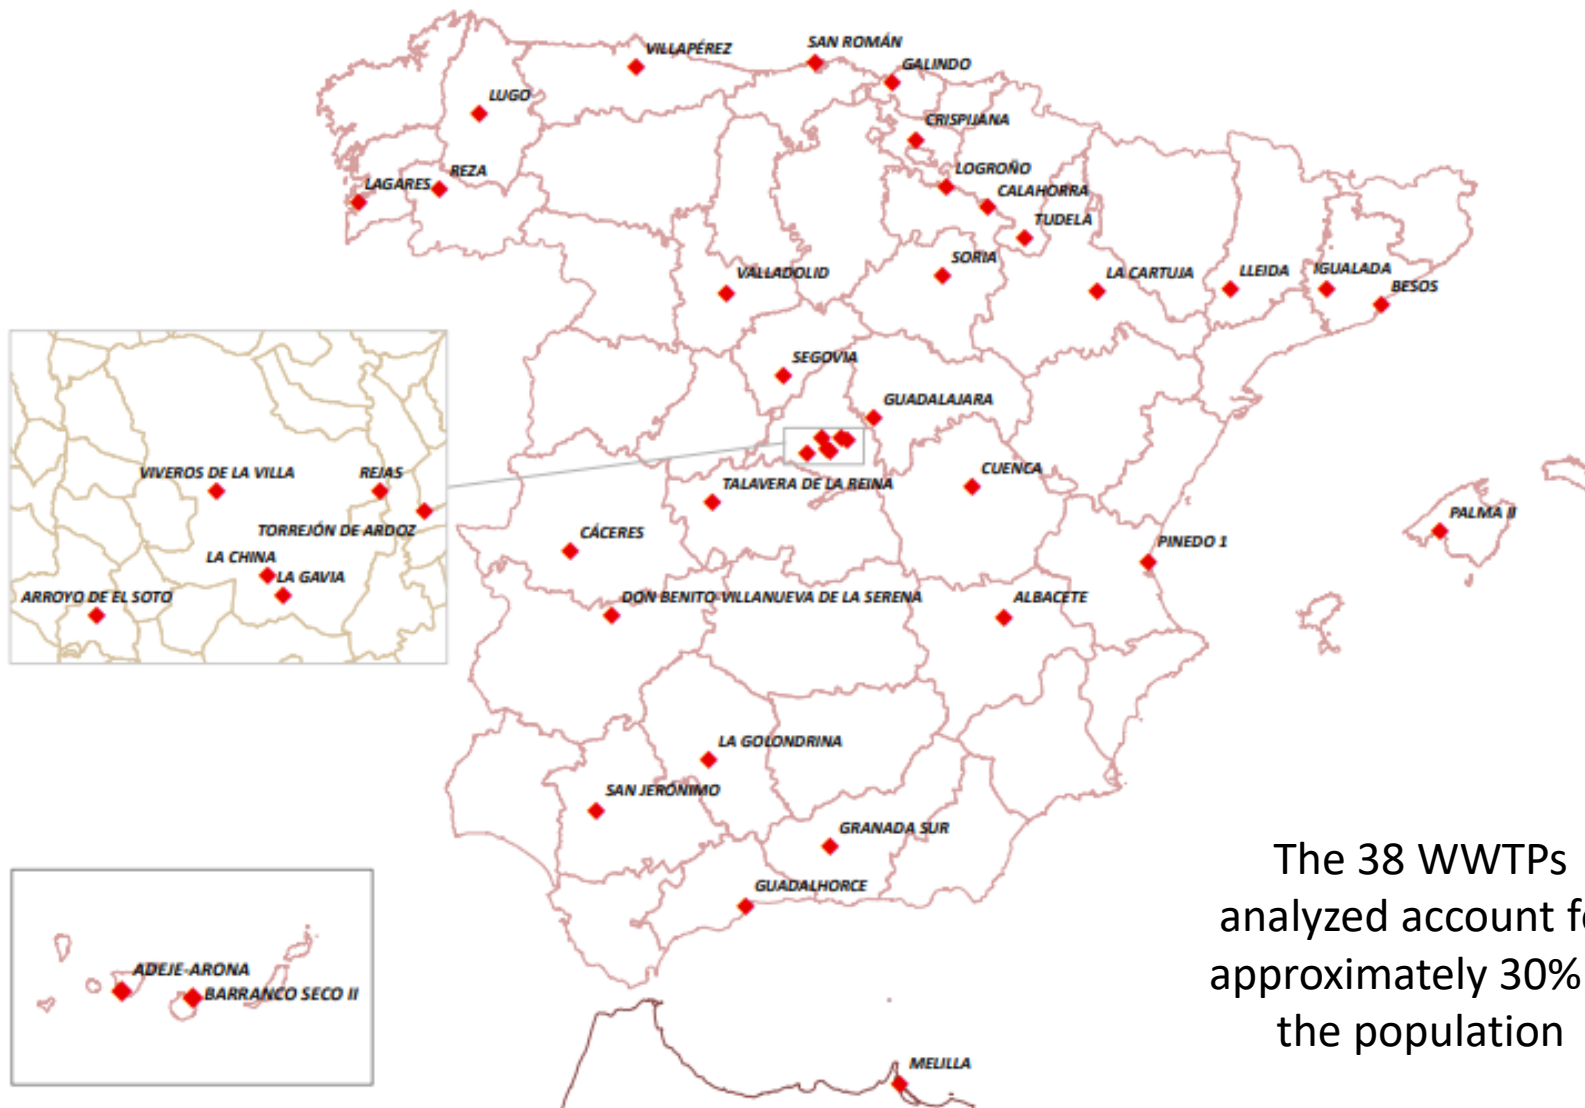 VILLAPÉREZ
SAN ROMÁN
GALINDO
LUGO
CRISPIJANA
REZA
LAGARES
LOGROÑO
CALAHORRA
TUDELA
SORIA
VALLADOLID
LA CARTUJA
LLEIDA
IGUALADA
BESOS
SEGOVIA
GUADALAJARA
VIVEROS DE LA VILLA
REJAS
TORREJÓN DE ARDOZ
LA CHINA
LA GAVIA
ARROYO DE EL SOTO
TALAVERA DE LA REINA
CUENCA
CÁCERES
PINEDO 1
PALMA II
DON BENITO-VILLANUEVA DE LA SERENA
ALBACETE
LA GOLONDRINA
SAN JERÓNIMO
GRANADA SUR
GUADALHORCE
ADEJE-ARONA
BARRANCO SECO II
MELILLA
The 38 WWTPs
analyzed account
approximately 30%
the population